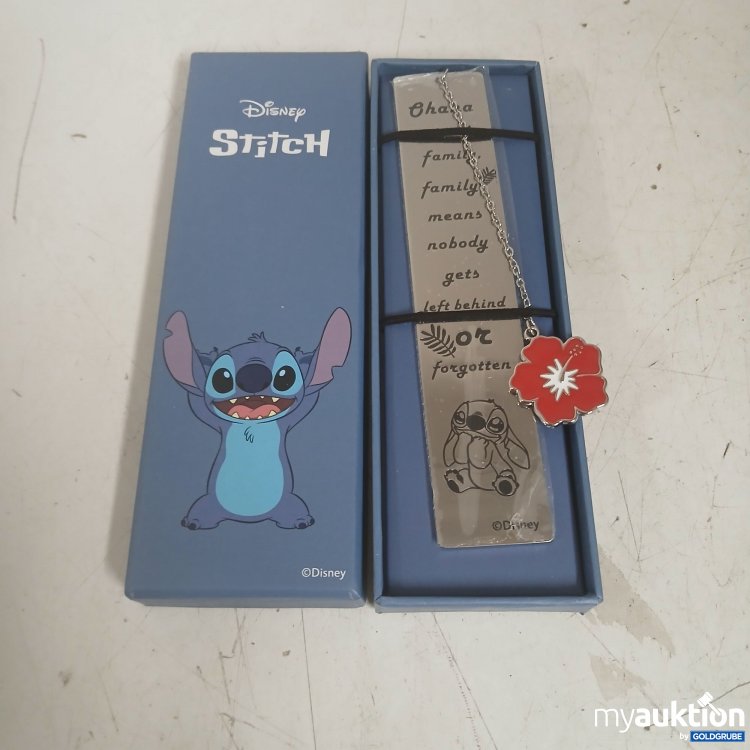 Disney
Stitch
©Disney
Ohana
family,
family
means
nobody
gets
left behind
or
forgotten
©Disney
myauktion
by GOLDGRUBE